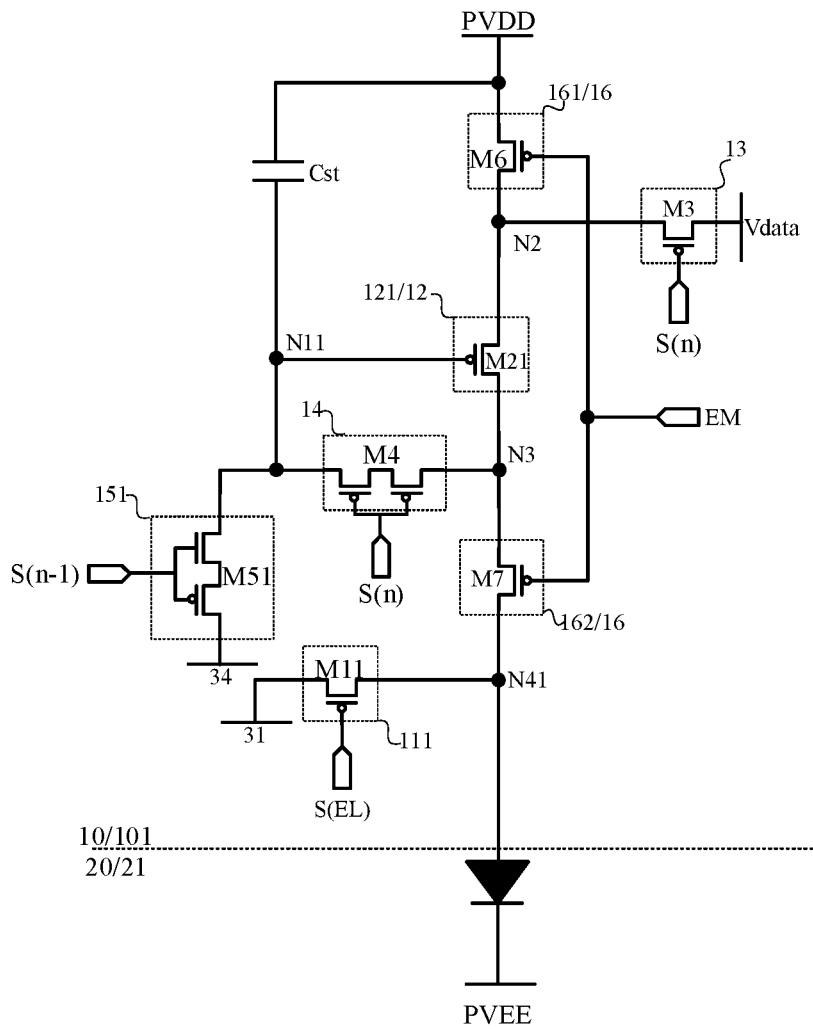 PVDD
161/16
M6
Cst
13
M3
Vdata
N2
S(n)
121/12
N11
M21
EM
14
M4
N3
151
S(n-1)
M51
S(n)
M7
162/16
34
M11
N41
31
111
S(EL)
10/101
20/21
PVEE